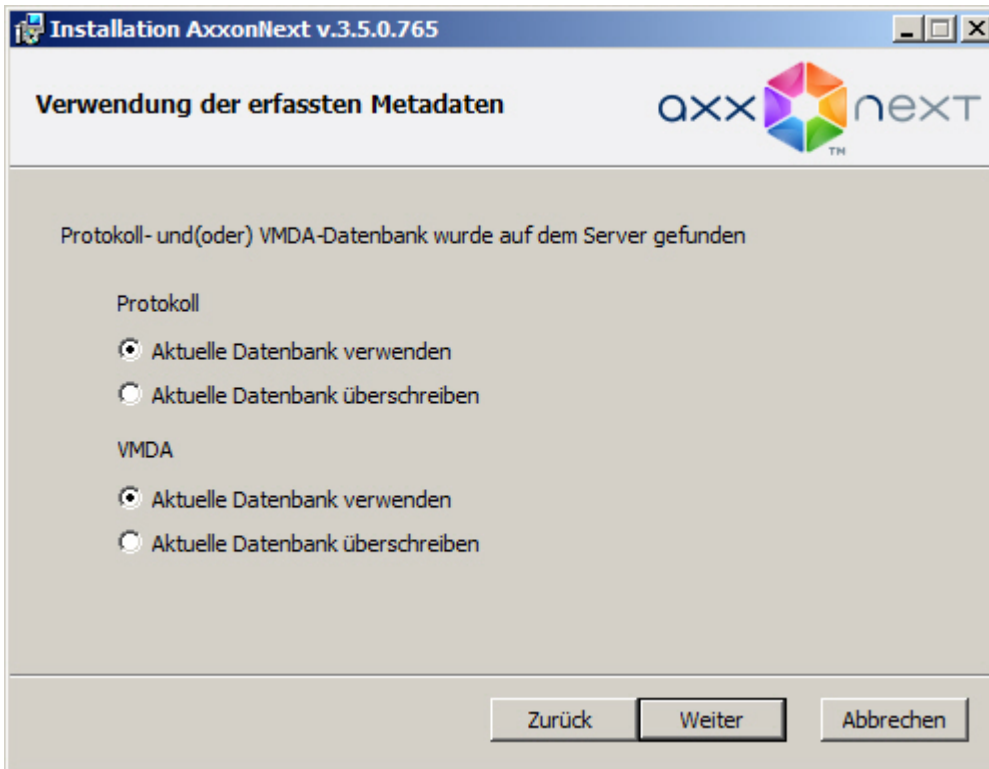 Installation AxxonNext v.3.5.0.765
Verwendung der erfassten Metadaten
axx next
TM
Protokoll- und(oder) VMDA-Datenbank wurde auf dem Server gefunden
Protokoll
Aktuelle Datenbank verwenden
Aktuelle Datenbank überschreiben
VMDA
Aktuelle Datenbank verwenden
Aktuelle Datenbank überschreiben
Zurück Weiter Abbrechen